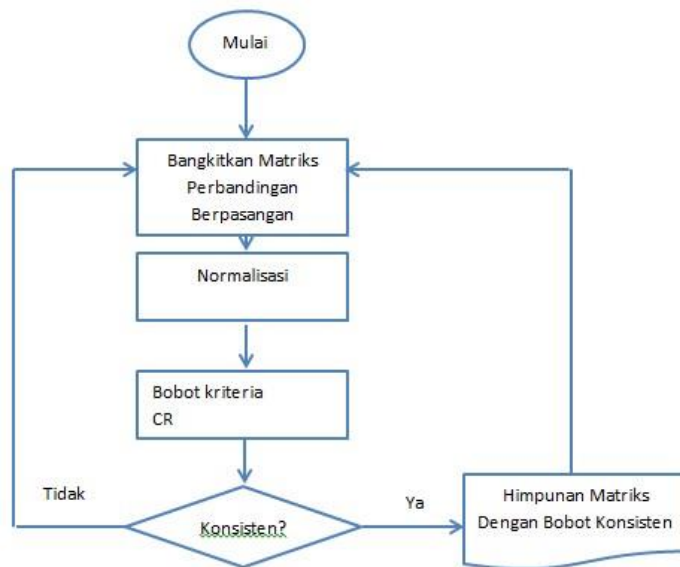 Mulai
Bangkitkan Matriks
Perbandingan
Berpasangan
Normalisasi
Bobot kriteria
CR
Tidak
Konsisten?
Ya
Himpunan Matriks
Dengan Bobot Konsisten